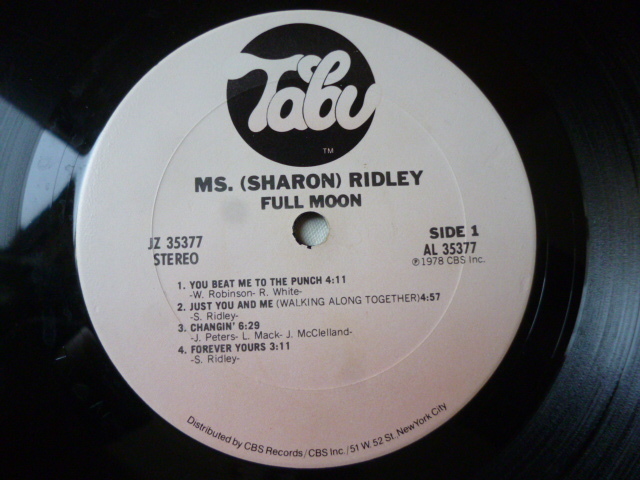 Tabu
TM
MS. (SHARON) RIDLEY
FULL MOON
JZ 35377
STEREO
SIDE 1
AL 35377
℗1978 CBS Inc.
1. YOU BEAT ME TO THE PUNCH 4:11
-W. Robinson- R. White-
2. JUST YOU AND ME (WALKING ALONG TOGETHER)4:57
-S. Ridley-
3. CHANGIN' 6:29
-J. Peters- L. Mack- J. McClelland-
4. FOREVER YOURS 3:11
-S. Ridley-
Distributed by CBS Records/CBS Inc./51 W. 52 St. New York City